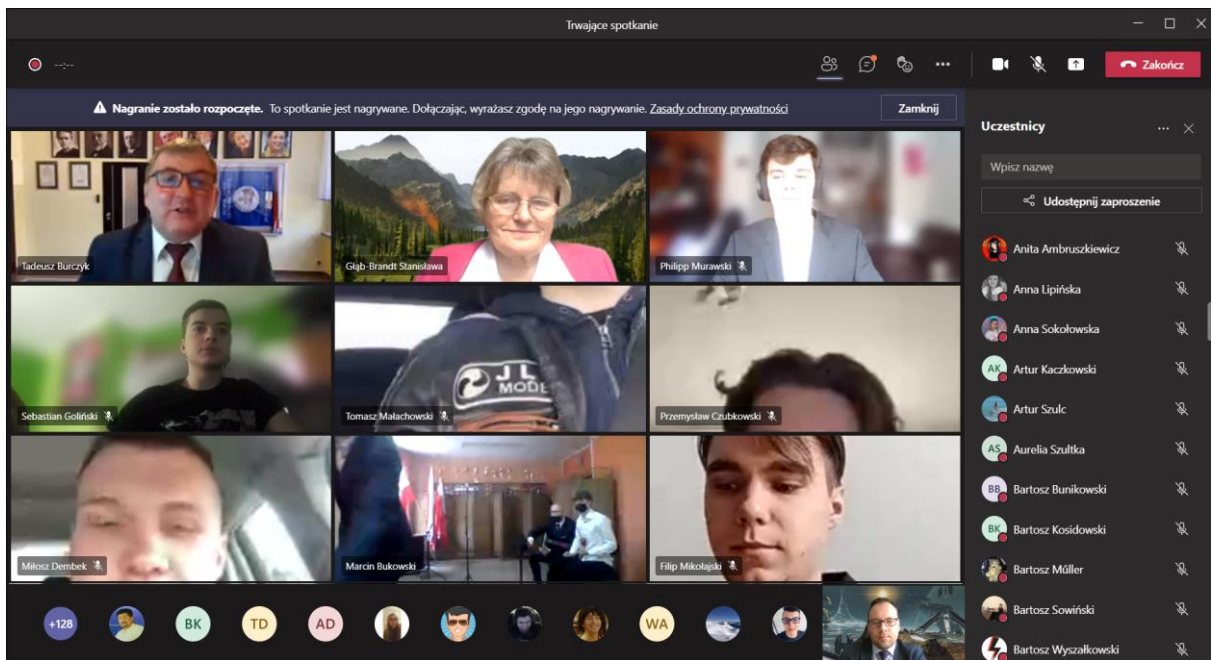 Trwające spotkanie
--:--
Zakończ
Nagranie zostało rozpoczęte. To spotkanie jest nagrywane. Dołączając, wyrażasz zgodę na jego nagrywanie. Zasady ochrony prywatności
Zamknij
Tadeusz Burczyk
Głąb-Brandt Stanisława
Philipp Murawski
Sebastian Goliński
JL
MODE
Tomasz Małachowski
Przemysław Czubkowski
Miłosz Dembek
Marcin Bukowski
Filip Mikołajski
+128
BK
TD
AD
WA
Uczestnicy
Wpisz nazwę
Udostępnij zaproszenie
Anita Ambruszkiewicz
Anna Lipińska
Anna Sokołowska
AK Artur Kaczkowski
Artur Szulc
AS Aurelia Szultka
BB Bartosz Bunikowski
BK Bartosz Kosidowski
Bartosz Müller
Bartosz Sowiński
Bartosz Wyszałkowski